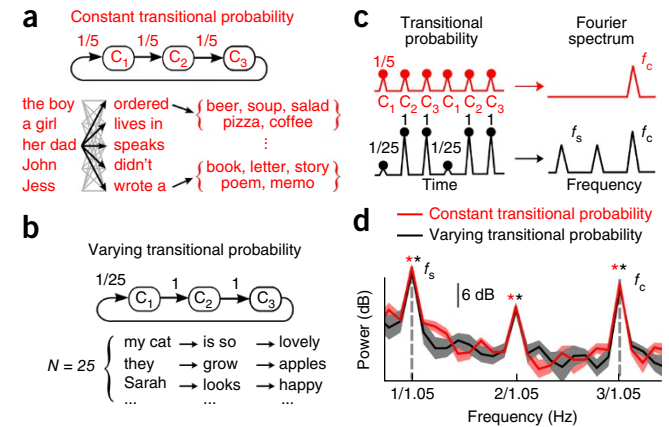 a
Constant transitional probability
1/5 1/5 1/5
C1 C2 C3
the boy ordered { beer, soup, salad
a girl lives in pizza, coffee }
her dad speaks ⋮
John didn't { book, letter, story
Jess wrote a poem, memo }
b
Varying transitional probability
1/25 1 1
C1 C2 C3
N = 25
my cat → is so → lovely
they → grow → apples
Sarah → looks → happy
... ... ...
c
Transitional probability
Fourier spectrum
1/5
C1 C2 C3 C1 C2 C3
fc
1/25 1 1 1/25 1 1
Time
fs fc
Frequency
d
Constant transitional probability
Varying transitional probability
** fs
6 dB
**
** fc
Power (dB)
1/1.05 2/1.05 3/1.05
Frequency (Hz)